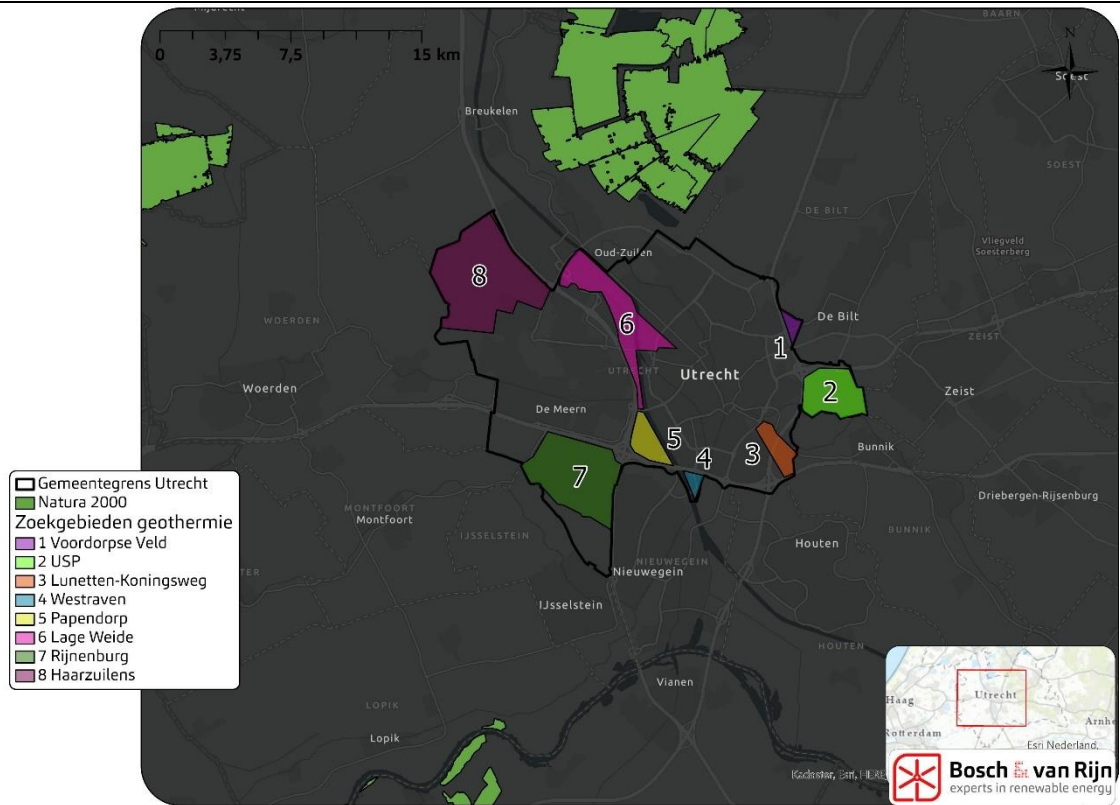 BAARN
0 3,75 7,5 15 km
N
Soest
Breukelen
SOEST
DE BILT
Vliegveld
Soesterberg
Oud-Zuilen
8
6
De Bilt
WOERDEN
1
ZEIST
UTRECHT
Utrecht
Woerden
2
Zeist
De Meern
5
4
3
Bunnik
7
Gemeentegrens Utrecht
Natura 2000
Zoekgebieden geothermie
1 Voordorpse Veld
2 USP
3 Lunetten-Koningsweg
4 Westraven
5 Papendorp
6 Lage Weide
7 Rijnenburg
8 Haarzuilens
MONTFOORT
Montfoort
Driebergen-Rijsenburg
IJSSELSTEIN
BUNNIK
Houten
NIEUWEGEIN
Nieuwegein
IJsselstein
HOUTEN
Vianen
LOPIK
Lopik
Haag
Utrecht
Rotterdam
Esri Nederland,
Bosch & van Rijn
experts in renewable energy